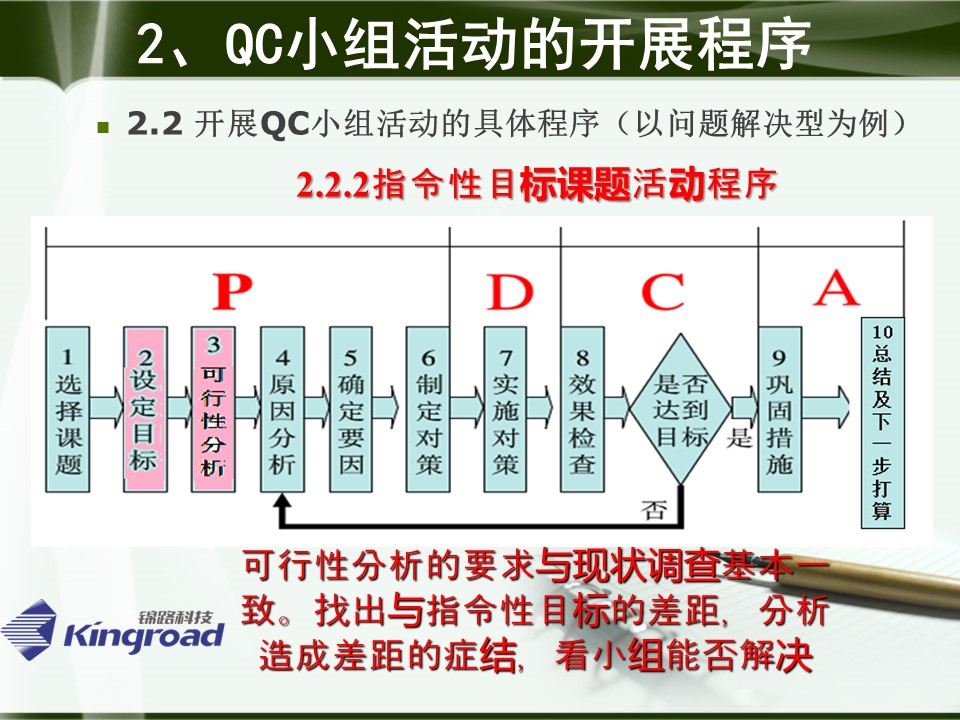 2、QC小组活动的开展程序
2.2 开展QC小组活动的具体程序（以问题解决型为例）
2.2.2指令性目标课题活动程序
P
D
C
A
1选择课题
2设定目标
3可行性分析
4原因分析
5确定要因
6制定对策
7实施对策
8效果检查
是否达到目标
是
9巩固措施
10总结及下一步打算
否
可行性分析的要求与现状调查基本一
致。找出与指令性目标的差距，分析
造成差距的症结，看小组能否解决
锦路科技
Kingroad